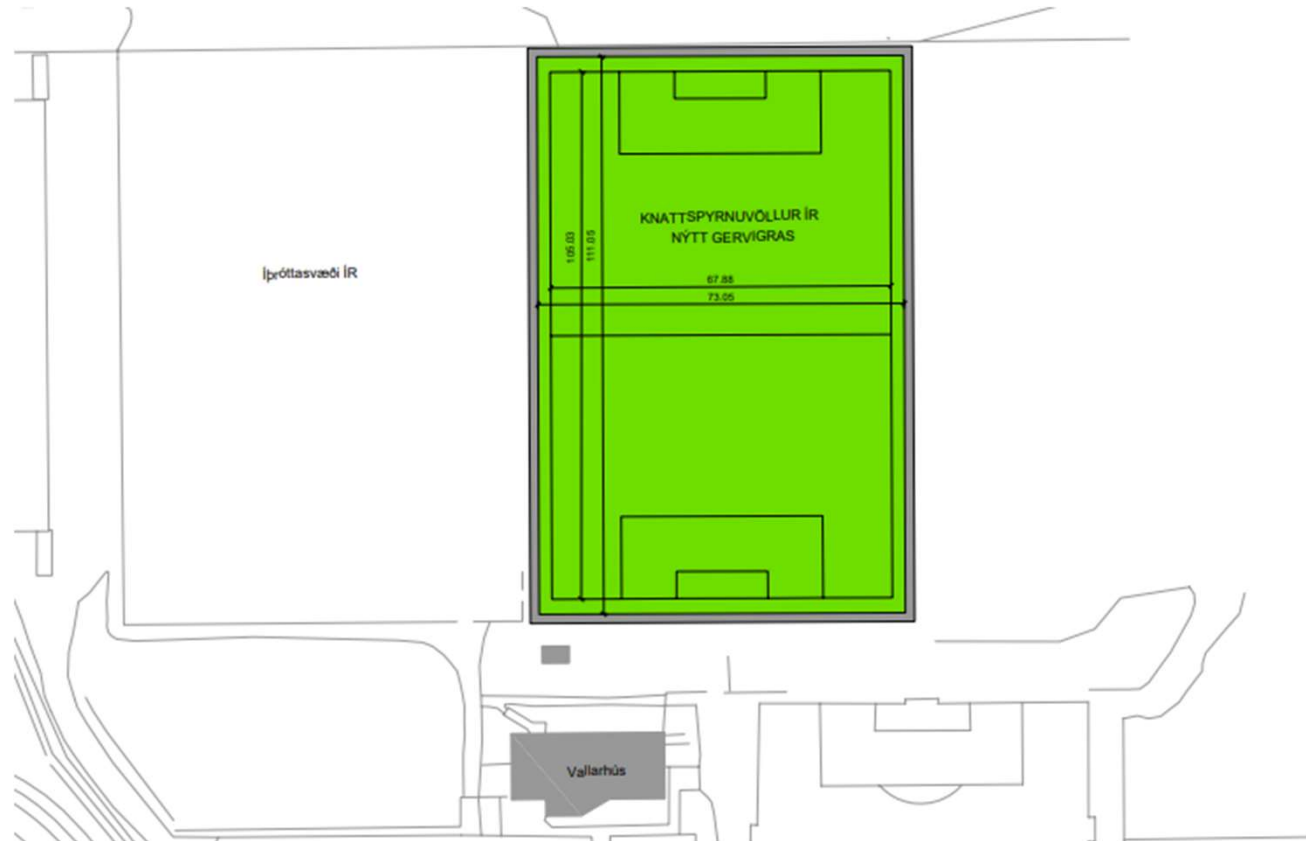 KNATTSPYRNUVÖLLUR ÍR
NÝTT GERVIGRAS
105.03
111.05
Íþróttasvæði ÍR
67.88
73.05
Vallarhús